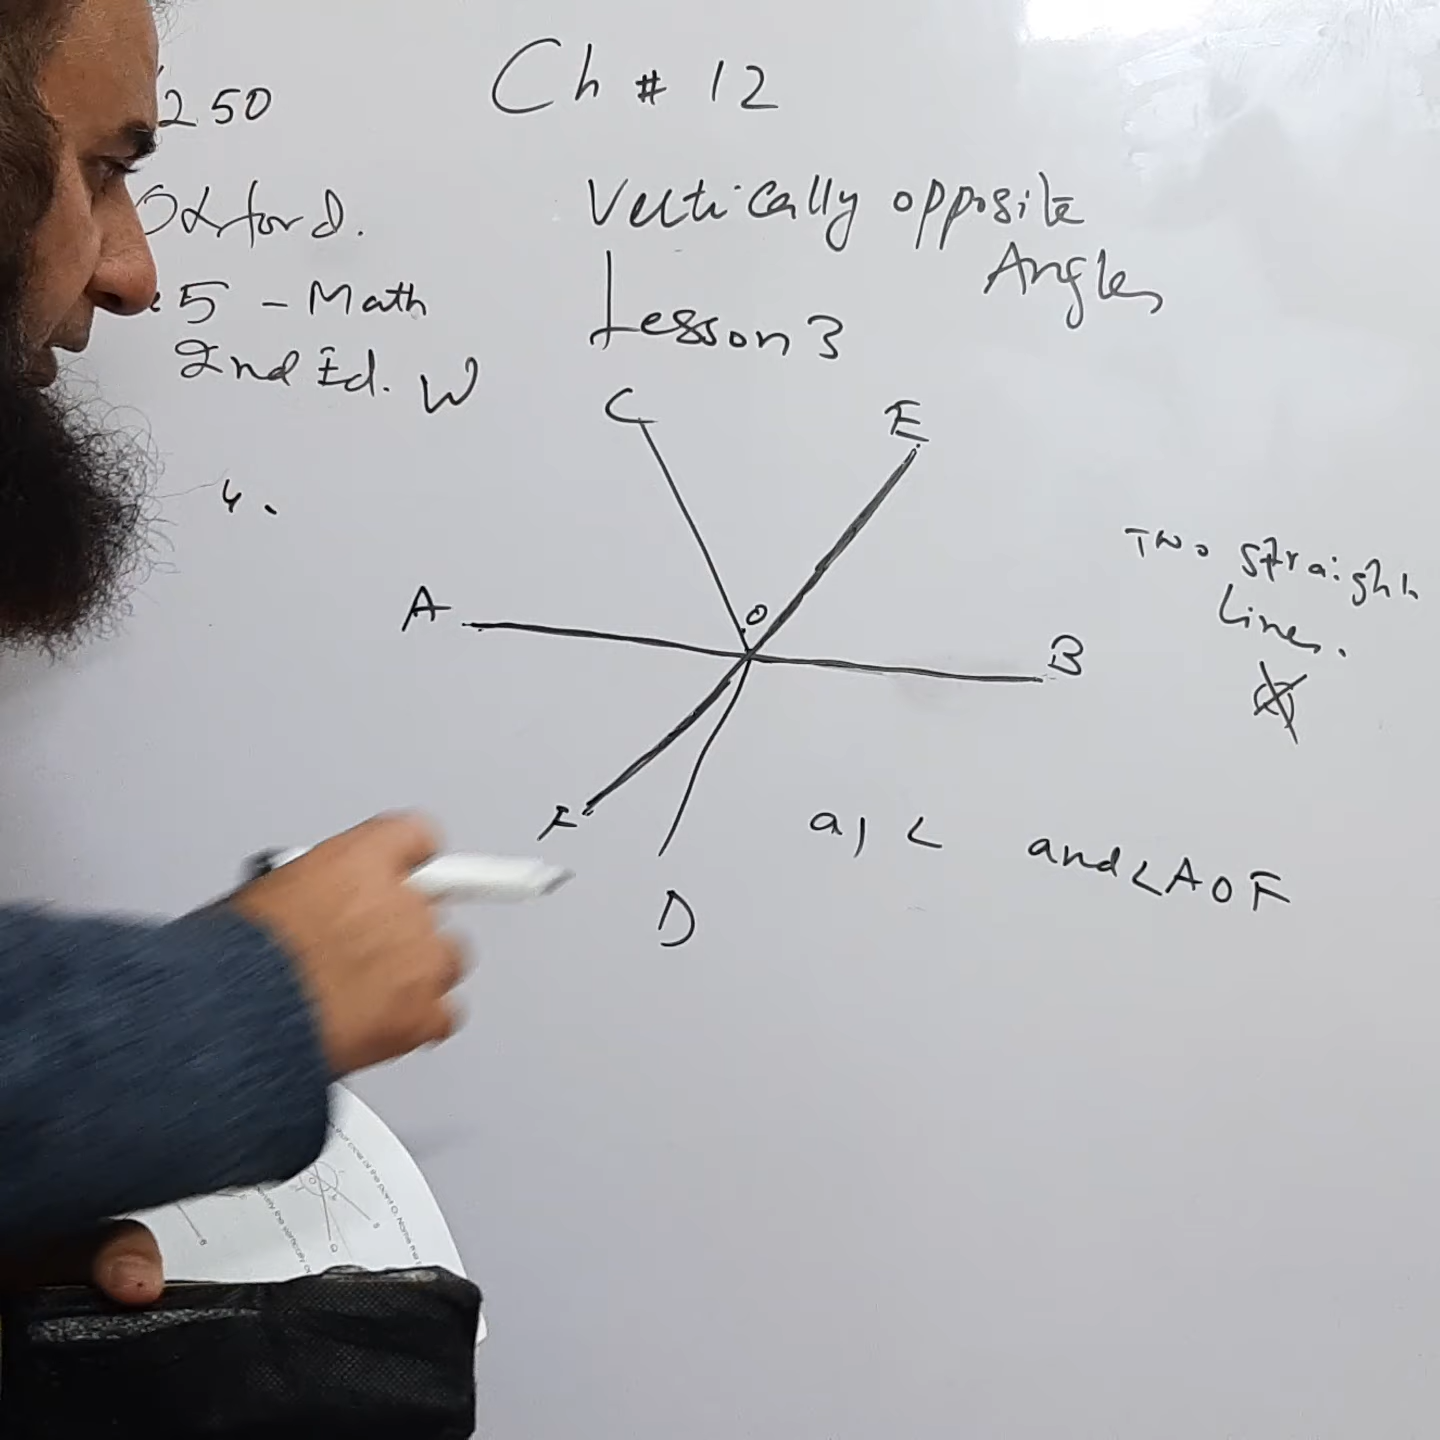 250
Oxford.
5 - Math
2nd Ed. W
Ch # 12
Vertically opposite
Angles
Lesson 3
4.
C
E
A
O
B
F
D
Two straight
Lines.
a) <      and <AOF